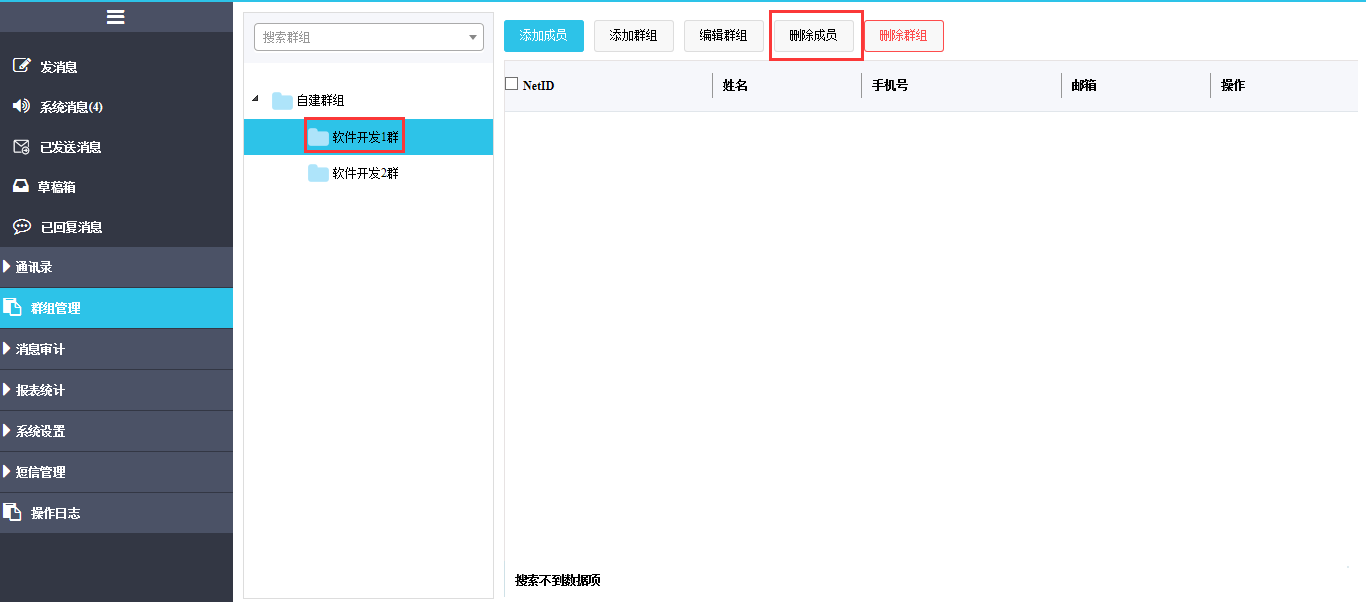 发消息
系统消息(4)
已发送消息
草稿箱
已回复消息
通讯录
群组管理
消息审计
报表统计
系统设置
短信管理
操作日志
搜索群组
自建群组
软件开发1群
软件开发2群
添加成员 添加群组 编辑群组 删除成员 删除群组
NetID 姓名 手机号 邮箱 操作
搜索不到数据项